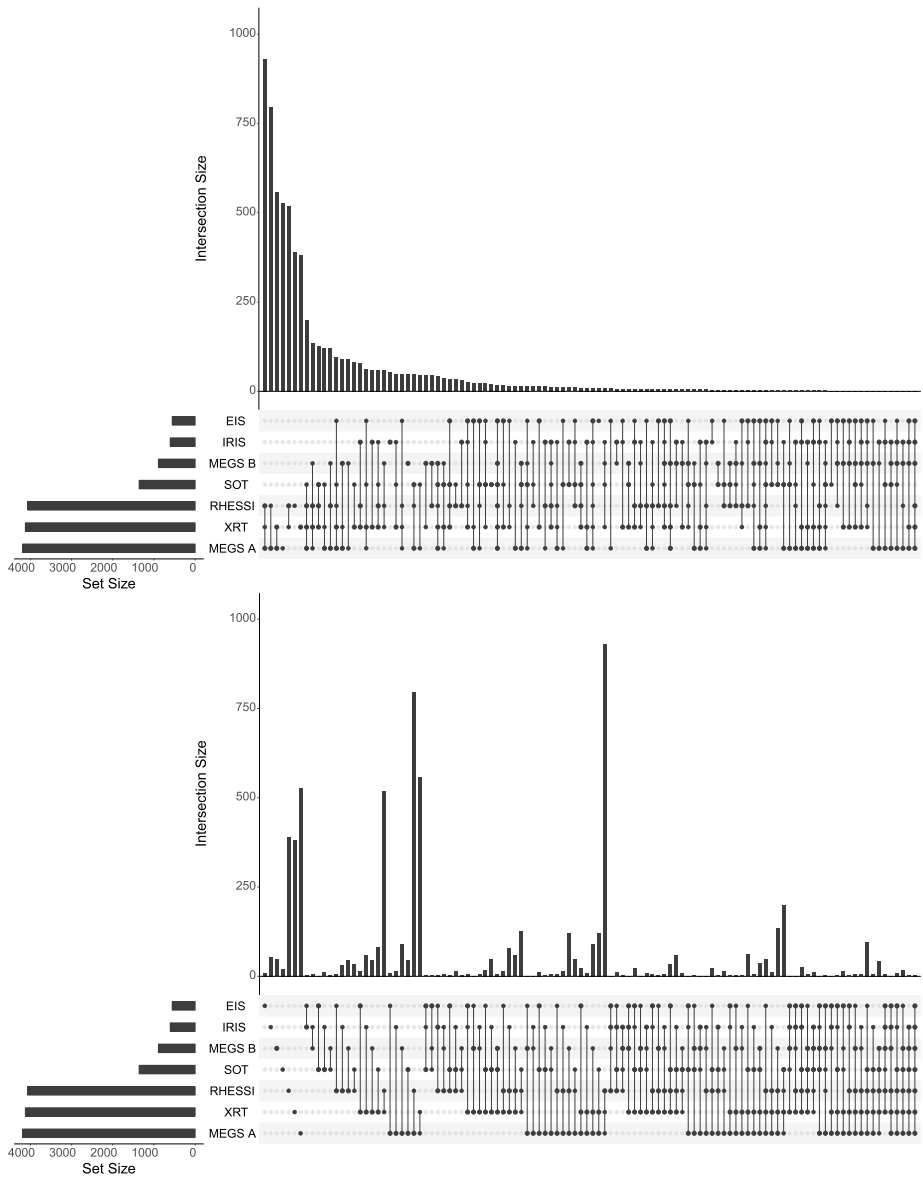 1000
750
500
250
0
Intersection Size
EIS
IRIS
MEGS B
SOT
RHESSI
XRT
MEGS A
4000 3000 2000 1000 0
Set Size
1000
750
500
250
0
Intersection Size
EIS
IRIS
MEGS B
SOT
RHESSI
XRT
MEGS A
4000 3000 2000 1000 0
Set Size